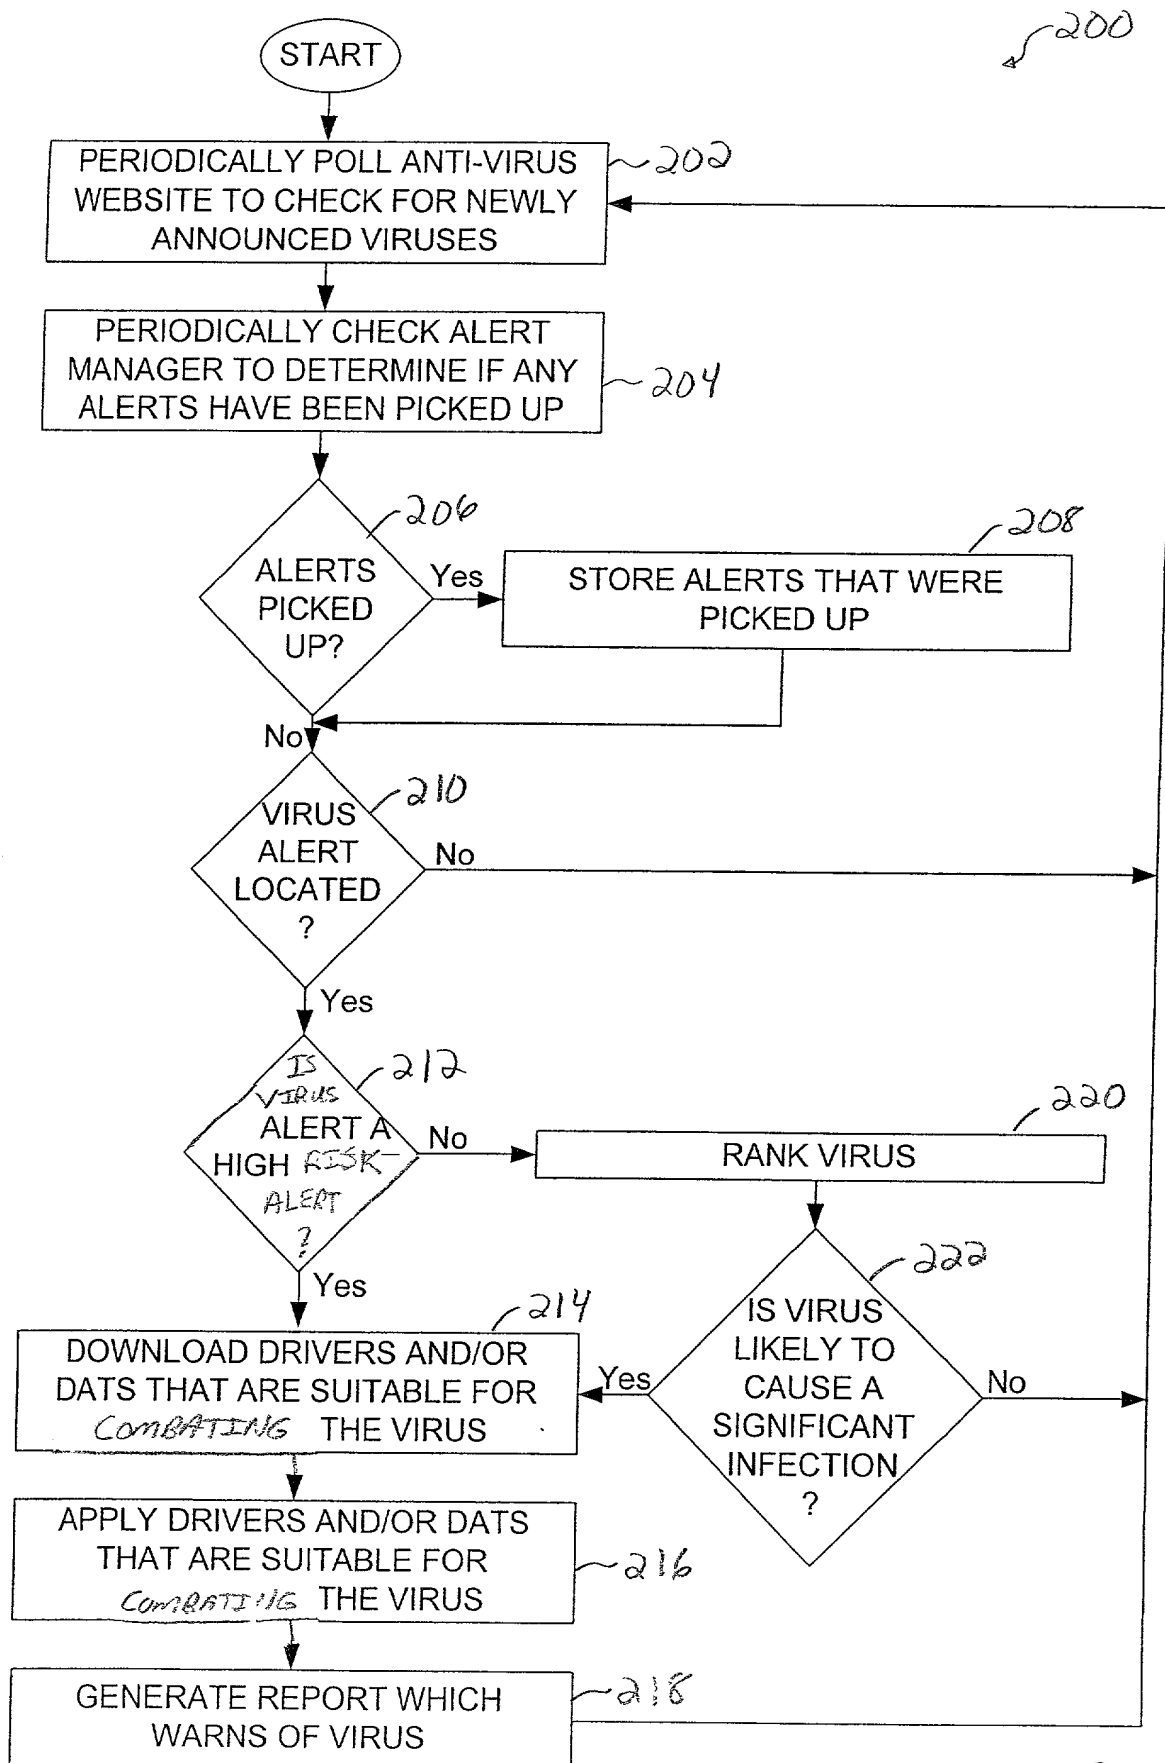 200
START
PERIODICALLY POLL ANTI-VIRUS
WEBSITE TO CHECK FOR NEWLY
ANNOUNCED VIRUSES
202
PERIODICALLY CHECK ALERT
MANAGER TO DETERMINE IF ANY
ALERTS HAVE BEEN PICKED UP
204
206
ALERTS
PICKED
UP?
Yes
No
208
STORE ALERTS THAT WERE
PICKED UP
210
VIRUS
ALERT
LOCATED
?
No
Yes
212
IS
VIRUS
ALERT A
HIGH RISK
ALERT
?
No
Yes
220
RANK VIRUS
222
IS VIRUS
LIKELY TO
CAUSE A
SIGNIFICANT
INFECTION
?
Yes
No
214
DOWNLOAD DRIVERS AND/OR
DATS THAT ARE SUITABLE FOR
COMBATING THE VIRUS
APPLY DRIVERS AND/OR DATS
THAT ARE SUITABLE FOR
COMBATING THE VIRUS
216
GENERATE REPORT WHICH
WARNS OF VIRUS
218